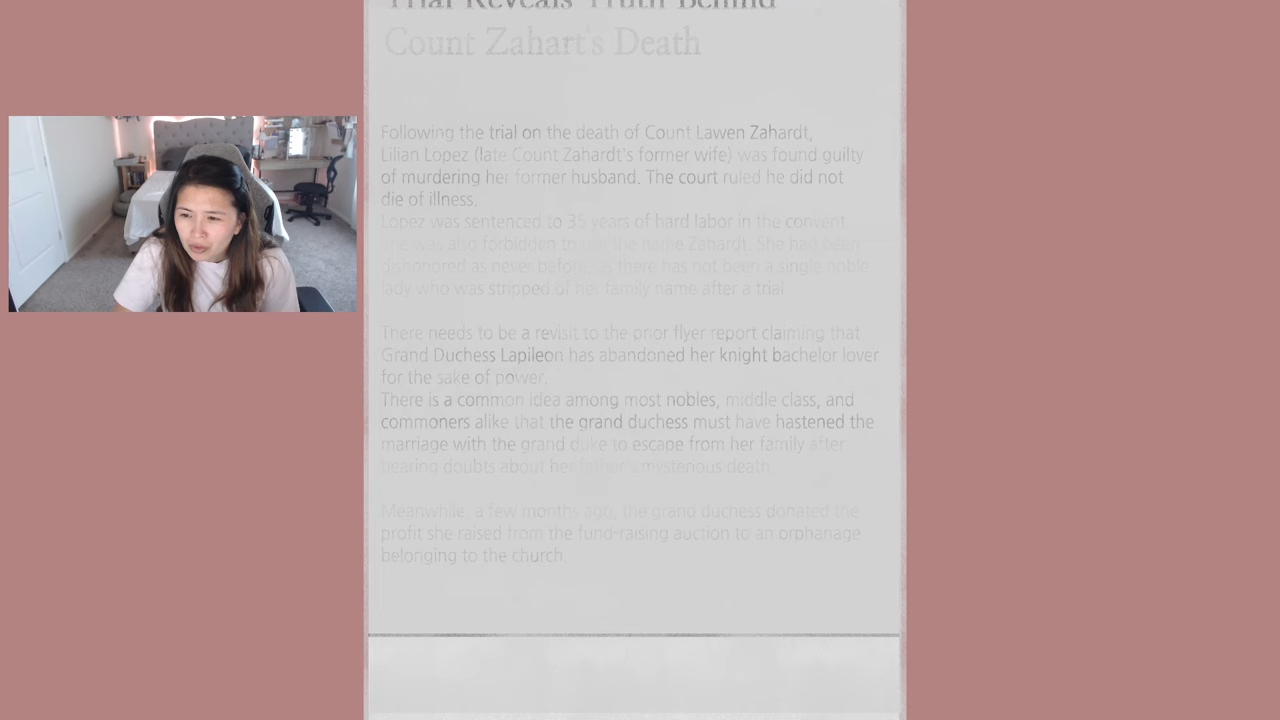 Trial Reveals Truth Behind
Count Zahart's Death
Following the trial on the death of Count Lawen Zahardt,
Lilian Lopez (late Count Zahardt's former wife) was found guilty
of murdering her former husband. The court ruled he did not
die of illness.
Lopez was sentenced to 35 years of hard labor in the convent
she was also forbidden to use the name Zahardt. She had been
dishonored as never before, as there has not been a single noble
lady who was stripped of her family name after a trial
There needs to be a revisit to the prior flyer report claiming that
Grand Duchess Lapileon has abandoned her knight bachelor lover
for the sake of power.
There is a common idea among most nobles, middle class, and
commoners alike that the grand duchess must have hastened the
marriage with the grand duke to escape from her family after
hearing doubts about her father's mysterious death.
Meanwhile, a few months ago, the grand duchess donated the
profit she raised from the fund-raising auction to an orphanage
belonging to the church.